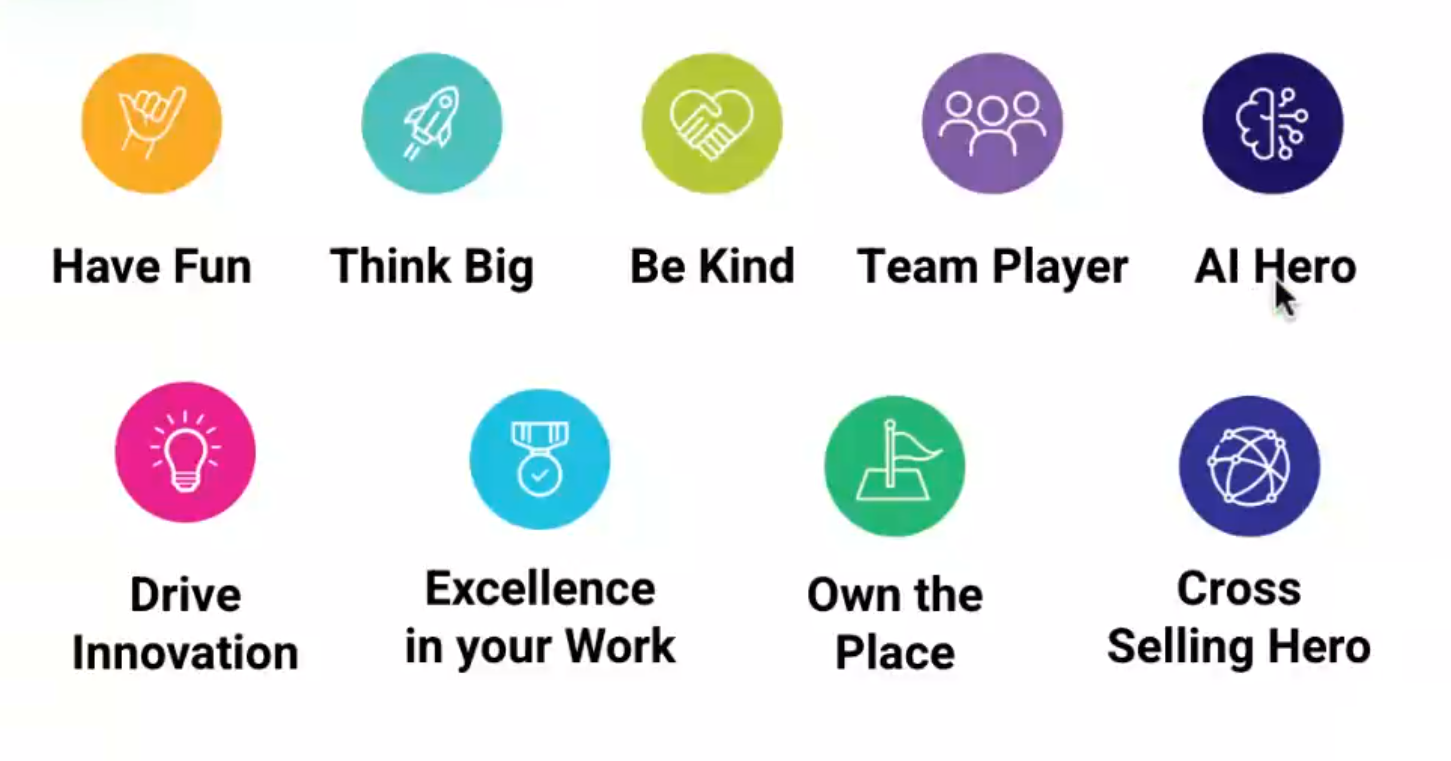 Have Fun
Think Big
Be Kind
Team Player
AI Hero
Drive
Innovation
Excellence
in your Work
Own the
Place
Cross
Selling Hero